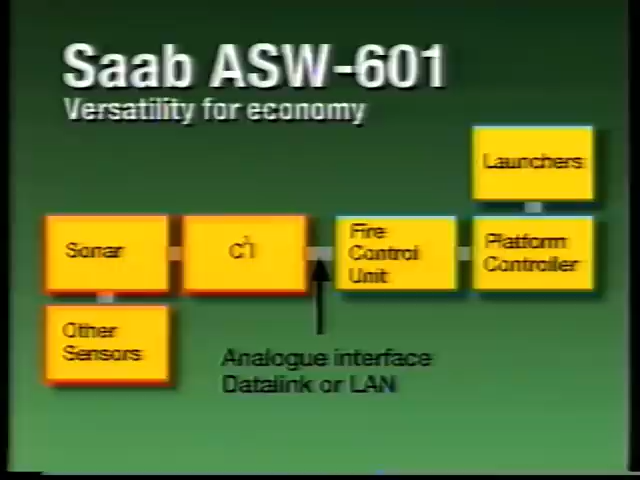 Saab ASW-601
Versatility for economy
Launchers
Sonar
C³I
Fire
Control
Unit
Platform
Controller
Other
Sensors
Analogue interface
Datalink or LAN